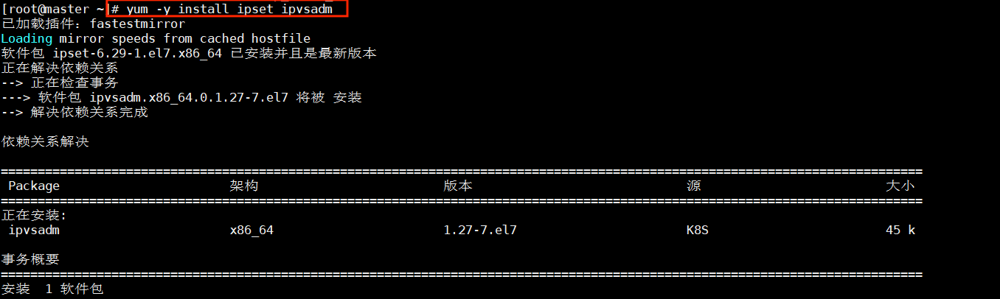 [root@master ~]# yum -y install ipset ipvsadm
已加载插件：fastestmirror
Loading mirror speeds from cached hostfile
软件包 ipset-6.29-1.el7.x86_64 已安装并且是最新版本
正在解决依赖关系
--> 正在检查事务
---> 软件包 ipvsadm.x86_64.0.1.27-7.el7 将被 安装
--> 解决依赖关系完成
依赖关系解决
================================================================================
Package 架构 版本 源 大小
================================================================================
正在安装:
ipvsadm x86_64 1.27-7.el7 K8S 45 k
事务概要
================================================================================
安装  1 软件包